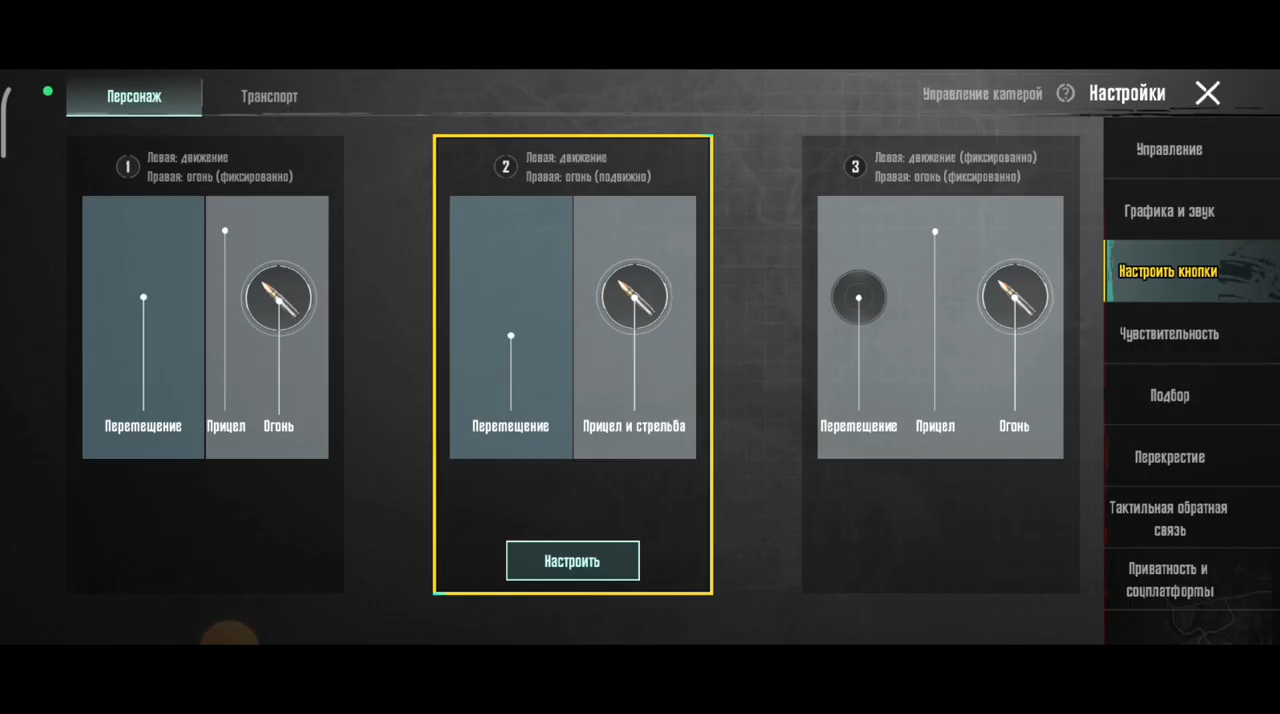 Персонаж
Транспорт
Управление камерой
?
Настройки
1
Левая: движение
Правая: огонь (фиксированно)
Перемещение
Прицел
Огонь
2
Левая: движение
Правая: огонь (подвижно)
Перемещение
Прицел и стрельба
Настроить
3
Левая: движение (фиксированно)
Правая: огонь (фиксированно)
Перемещение
Прицел
Огонь
Управление
Графика и звук
Настроить кнопки
Чувствительность
Подбор
Перекрестие
Тактильная обратная
связь
Приватность и
соцплатформы